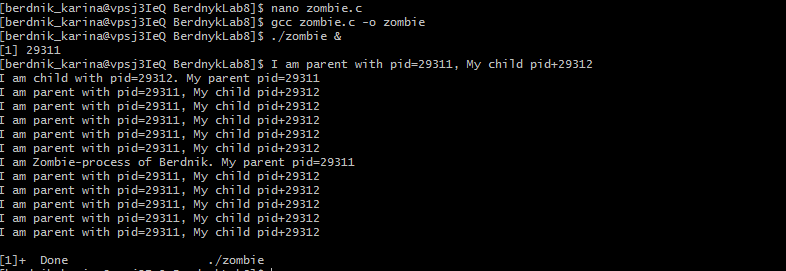 [berdnik_karina@vpsj3IeQ BerdnykLab8]$ nano zombie.c
[berdnik_karina@vpsj3IeQ BerdnykLab8]$ gcc zombie.c -o zombie
[berdnik_karina@vpsj3IeQ BerdnykLab8]$ ./zombie &
[1] 29311
[berdnik_karina@vpsj3IeQ BerdnykLab8]$ I am parent with pid=29311, My child pid+29312
I am child with pid=29312. My parent pid=29311
I am parent with pid=29311, My child pid+29312
I am parent with pid=29311, My child pid+29312
I am parent with pid=29311, My child pid+29312
I am parent with pid=29311, My child pid+29312
I am parent with pid=29311, My child pid+29312
I am Zombie-process of Berdnik. My parent pid=29311
I am parent with pid=29311, My child pid+29312
I am parent with pid=29311, My child pid+29312
I am parent with pid=29311, My child pid+29312
I am parent with pid=29311, My child pid+29312
I am parent with pid=29311, My child pid+29312
[1]+  Done                    ./zombie